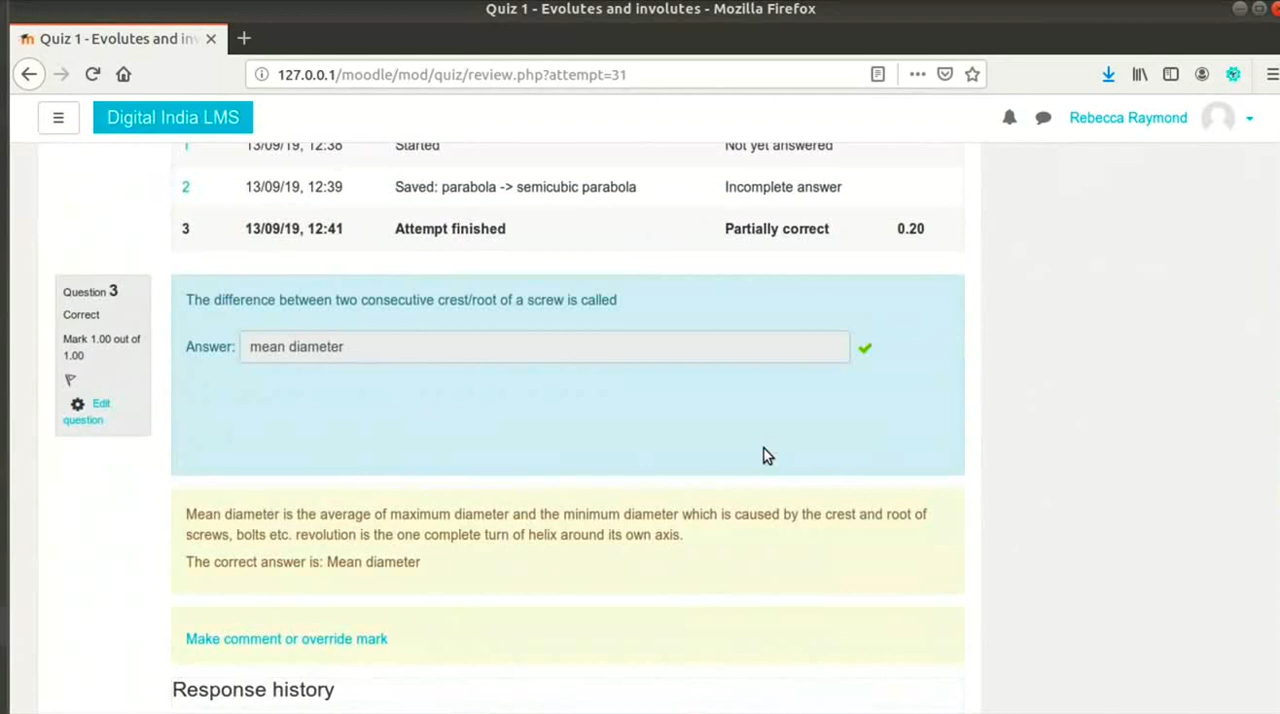 Quiz 1 - Evolutes and involutes - Mozilla Firefox
Quiz 1 - Evolutes and inv
127.0.0.1/moodle/mod/quiz/review.php?attempt=31
Digital India LMS
Rebecca Raymond
1 13/09/19, 12:38 Started Not yet answered
2 13/09/19, 12:39 Saved: parabola -> semicubic parabola Incomplete answer
3 13/09/19, 12:41 Attempt finished Partially correct 0.20
Question 3
Correct
Mark 1.00 out of
1.00
Edit
question
The difference between two consecutive crest/root of a screw is called
Answer: mean diameter
Mean diameter is the average of maximum diameter and the minimum diameter which is caused by the crest and root of
screws, bolts etc. revolution is the one complete turn of helix around its own axis.
The correct answer is: Mean diameter
Make comment or override mark
Response history